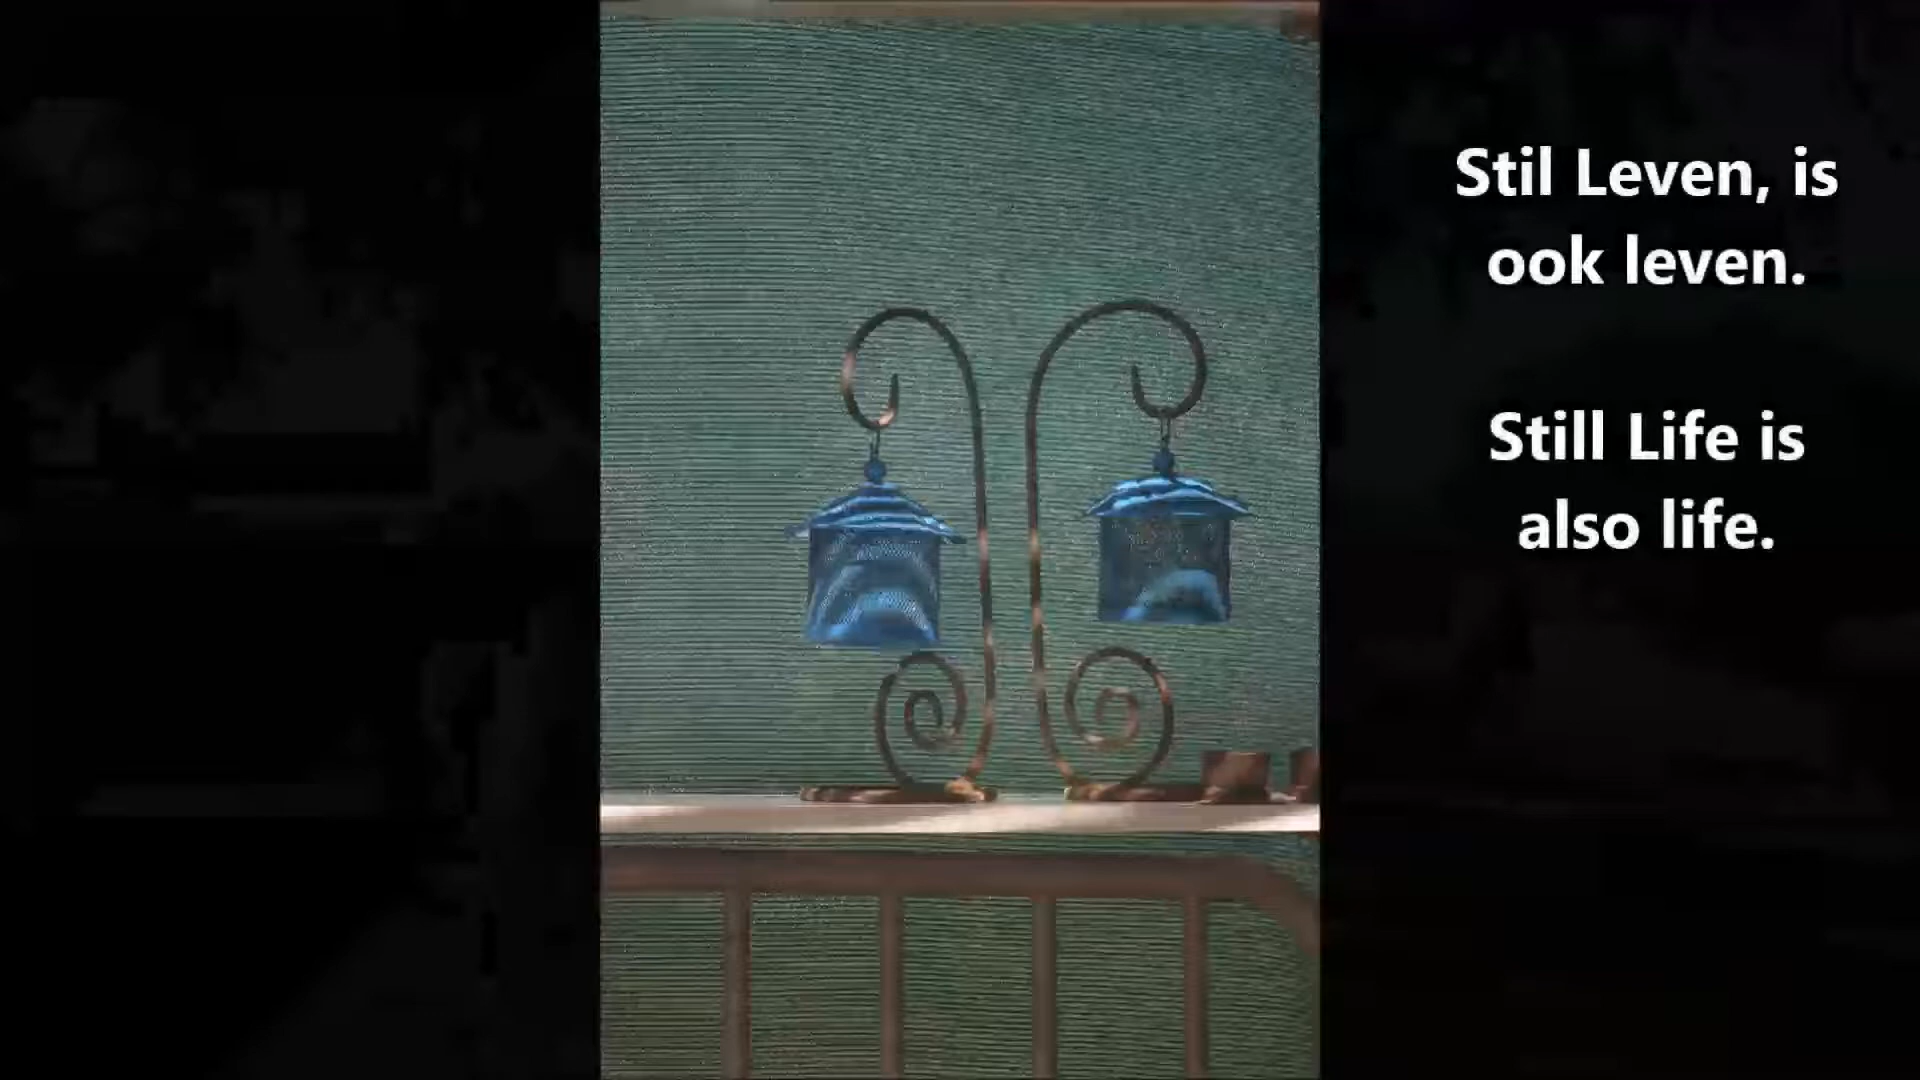 Stil Leven, is
ook leven.
Still Life is
also life.